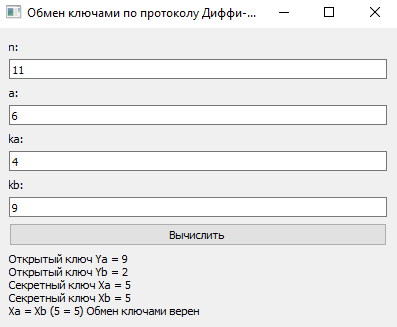 Обмен ключами по протоколу Диффи-...
n:
11
a:
6
ka:
4
kb:
9
Вычислить
Открытый ключ Ya = 9
Открытый ключ Yb = 2
Секретный ключ Xa = 5
Секретный ключ Xb = 5
Xa = Xb (5 = 5) Обмен ключами верен